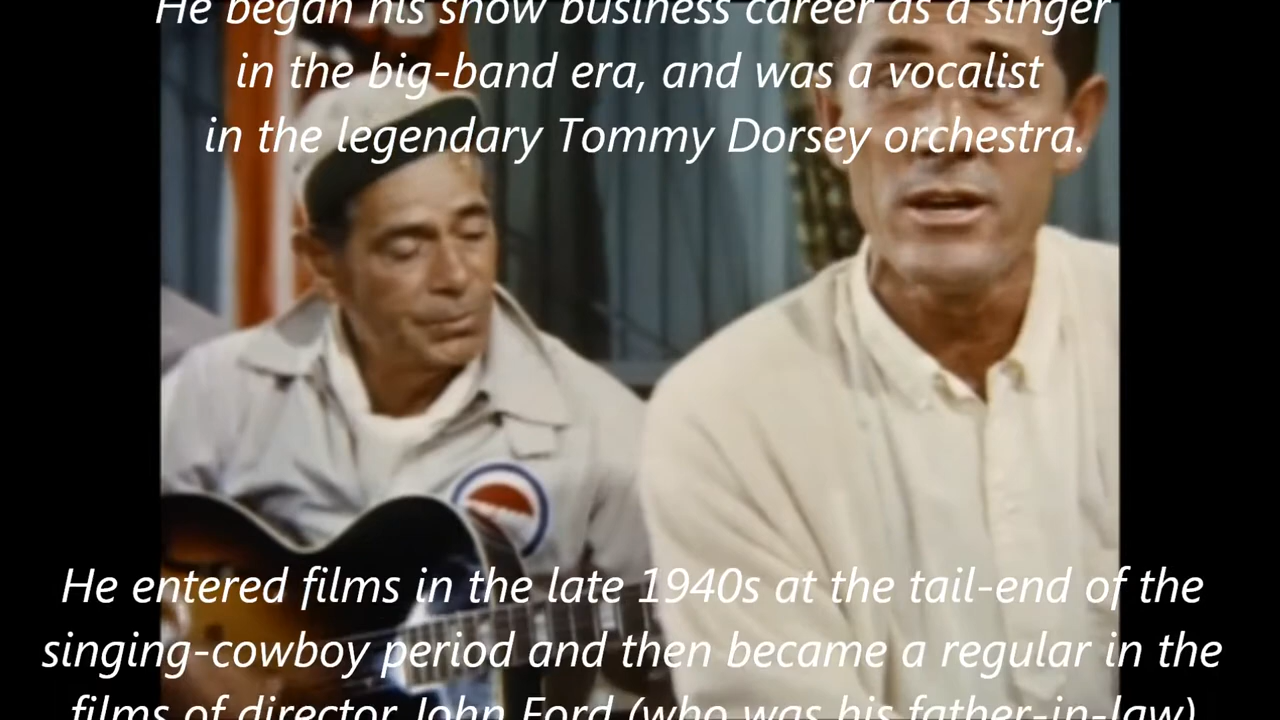 He began his show business career as a singer
in the big-band era, and was a vocalist
in the legendary Tommy Dorsey orchestra.
He entered films in the late 1940s at the tail-end of the
singing-cowboy period and then became a regular in the
films of director John Ford (who was his father-in-law)